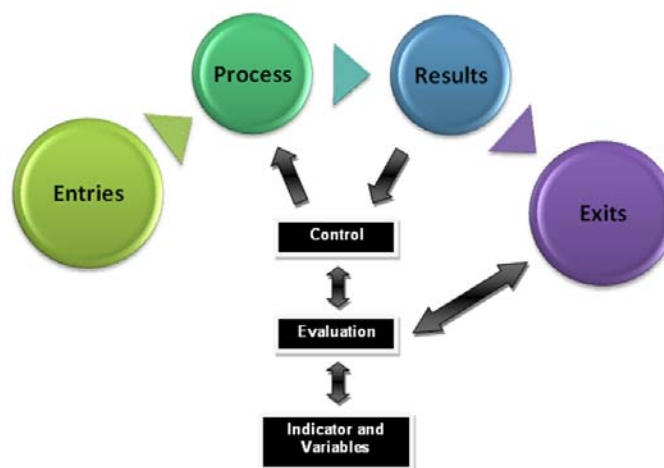 Process
Results
Entries
Exits
Control
Evaluation
Indicator and
Variables